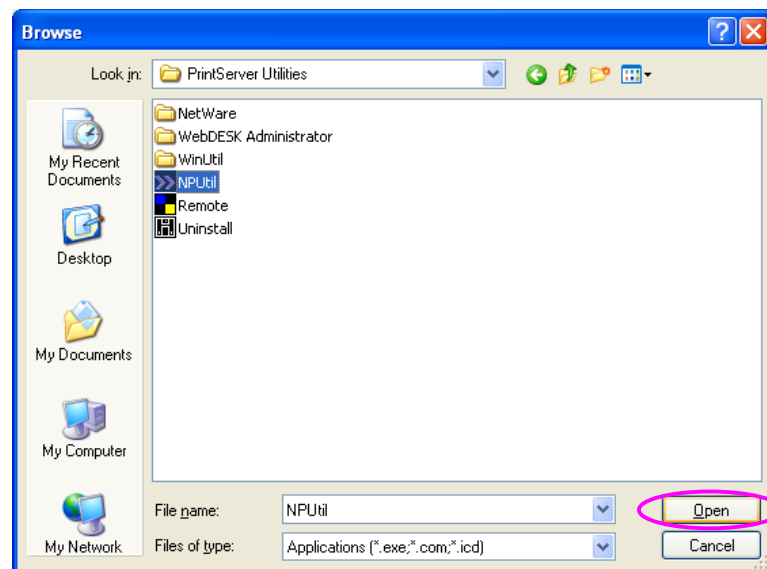 Browse
Look in: PrintServer Utilities
My Recent
Documents
Desktop
My Documents
My Computer
My Network
NetWare
WebDESK Administrator
WinUtil
NPUtil
Remote
Uninstall
File name: NPUtil Open
Files of type: Applications (*.exe;*.com;*.icd) Cancel